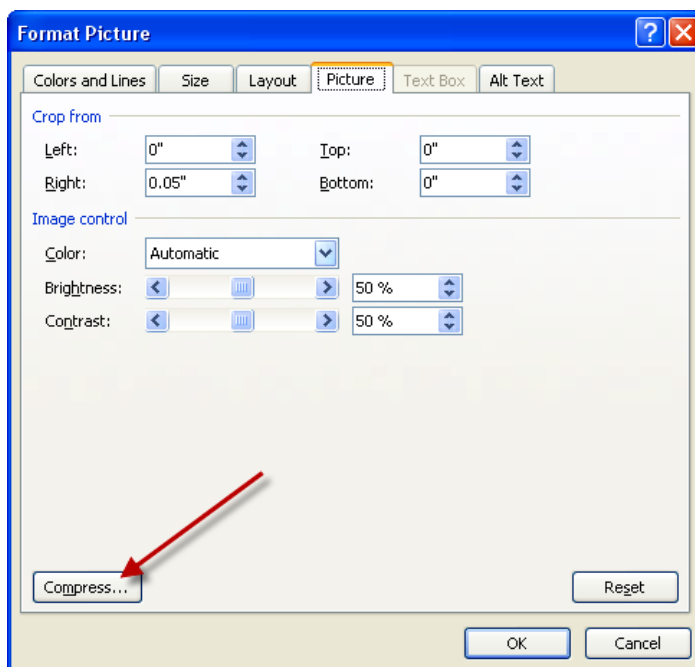 Format Picture
Colors and Lines Size Layout Picture Text Box Alt Text
Crop from
Left: 0" Top: 0"
Right: 0.05" Bottom: 0"
Image control
Color: Automatic
Brightness: 50 %
Contrast: 50 %
Compress... Reset
OK Cancel